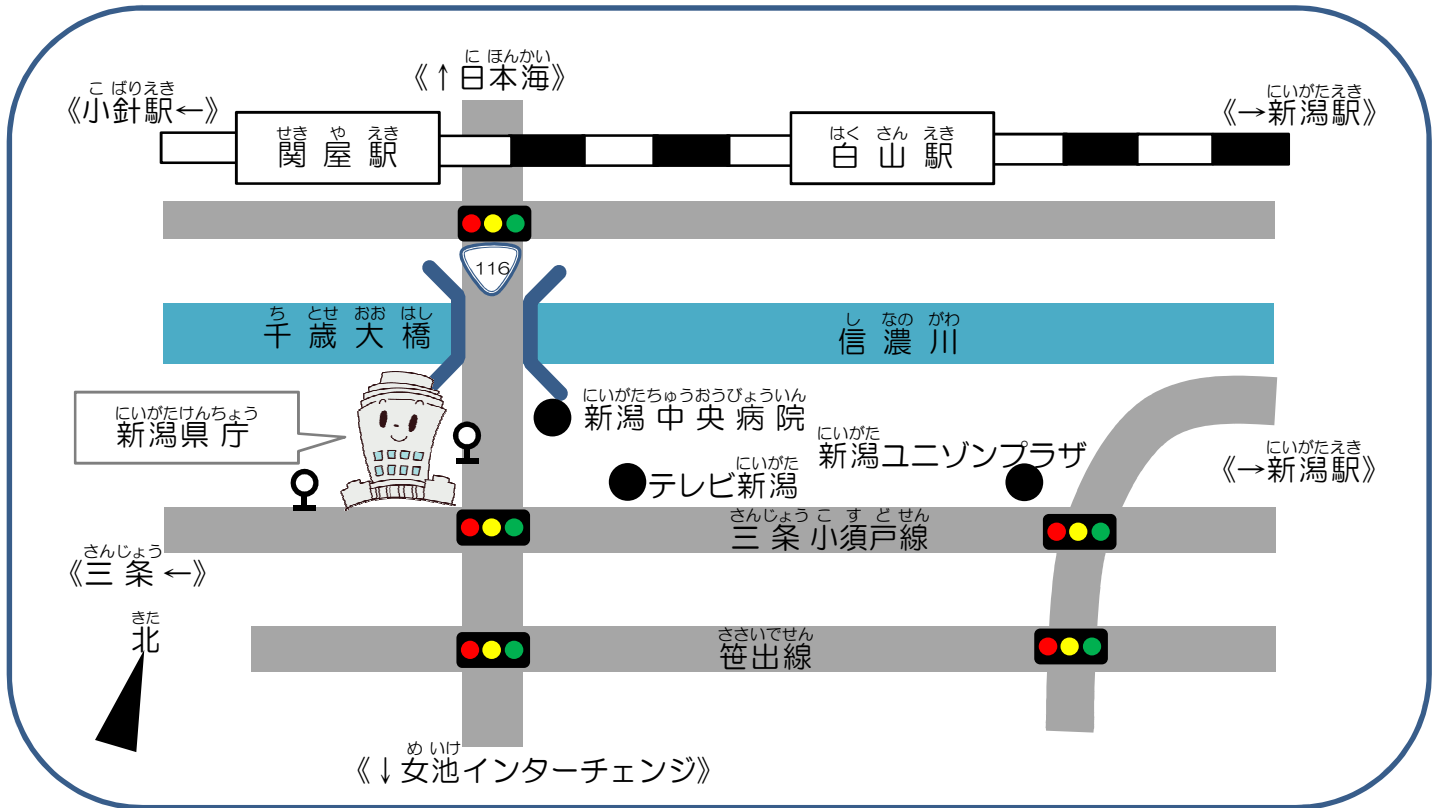 に ほんかい
《↑日本海》
こ ばりえき
《小針駅←》
にいがたえき
《→新潟駅》
せき や えき
関 屋 駅
はく さん えき
白 山 駅
116
ち とせ おお はし
千 歳 大 橋
し なの がわ
信 濃 川
にいがたけんちょう
新潟県 庁
にいがたちゅうおうびょういん
新潟 中 央 病 院
にいがた
新潟ユニゾンプラザ
にいがた
テレビ新潟
にいがたえき
《→新潟駅》
さんじょう こ す ど せん
三 条 小須戸線
さんじょう
《三 条 ←》
きた
北
ささいでせん
笹出線
め いけ
《↓女池インターチェンジ》